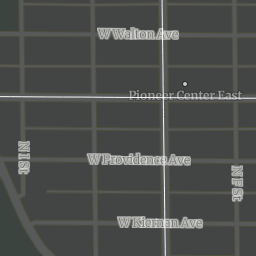 W Walton Ave
Pioneer Center East
N I St
W Providence Ave
N F St
W Kiernan Ave